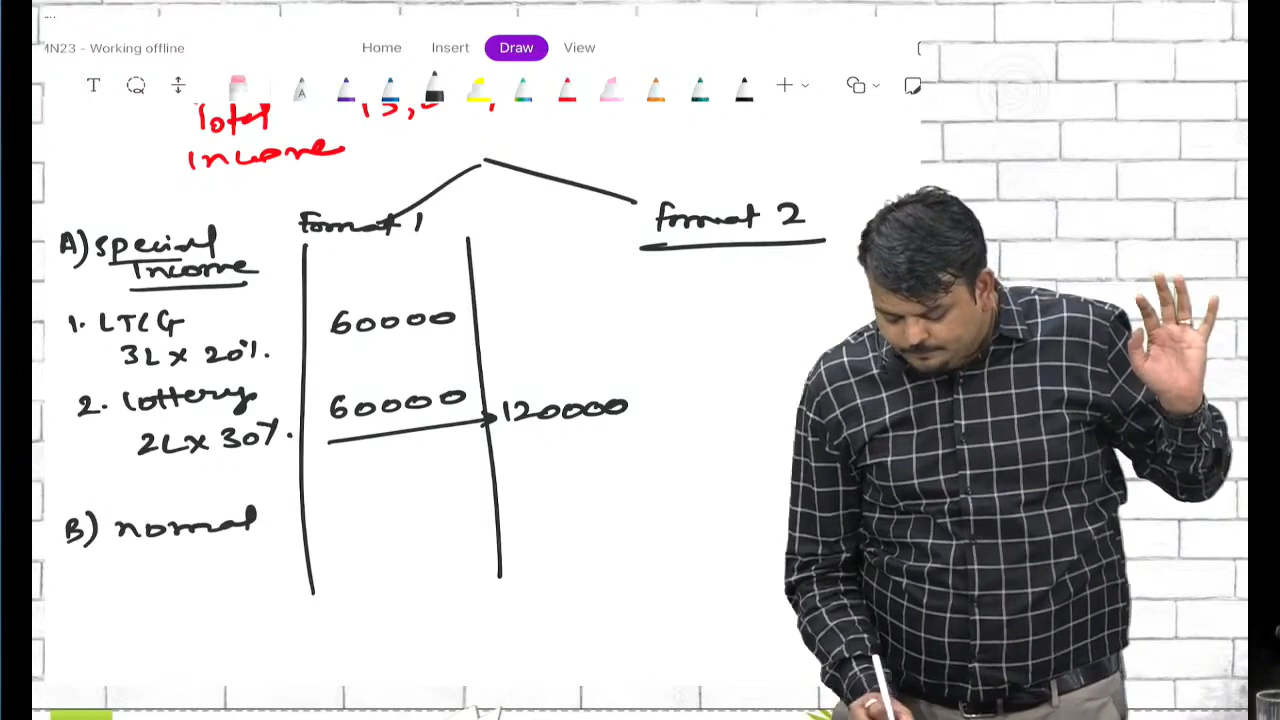 MN23 - Working offline
Home Insert Draw View
T
A
Total
Income
Format 1
Format 2
A) Special
Income
1. LTCG
3L x 20%.
60000
2. Lottery
2L x 30%.
60000
120000
B) normal